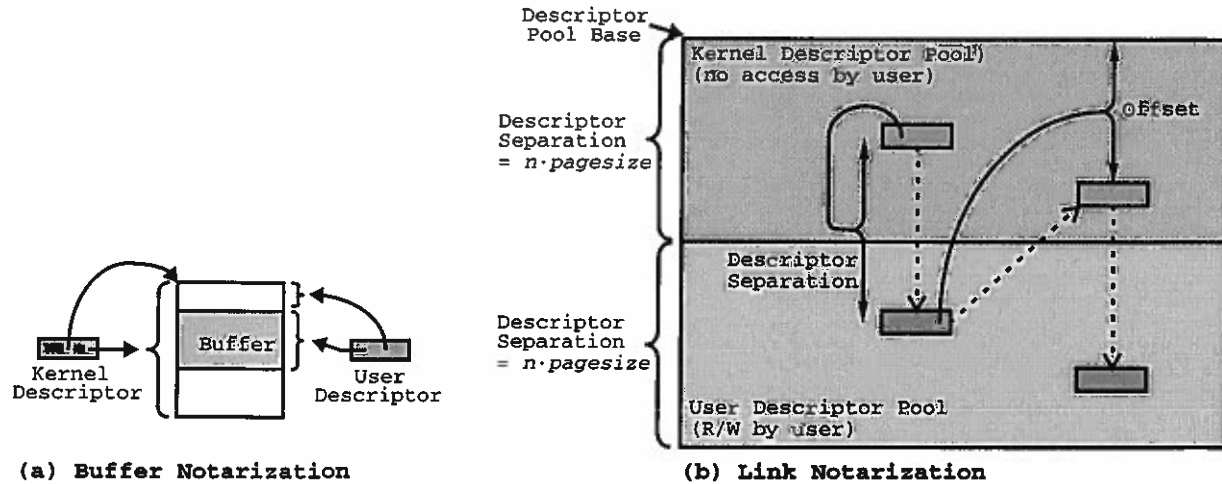 Descriptor
Pool Base
Kernel Descriptor Pool)
(no access by user)
Offset
Descriptor
Separation
= n·pagesize
Descriptor
Separation
Descriptor
Separation
= n·pagesize
User Descriptor Pool
(R/W by user)
Buffer
Kernel
Descriptor
User
Descriptor
(a) Buffer Notarization
(b) Link Notarization